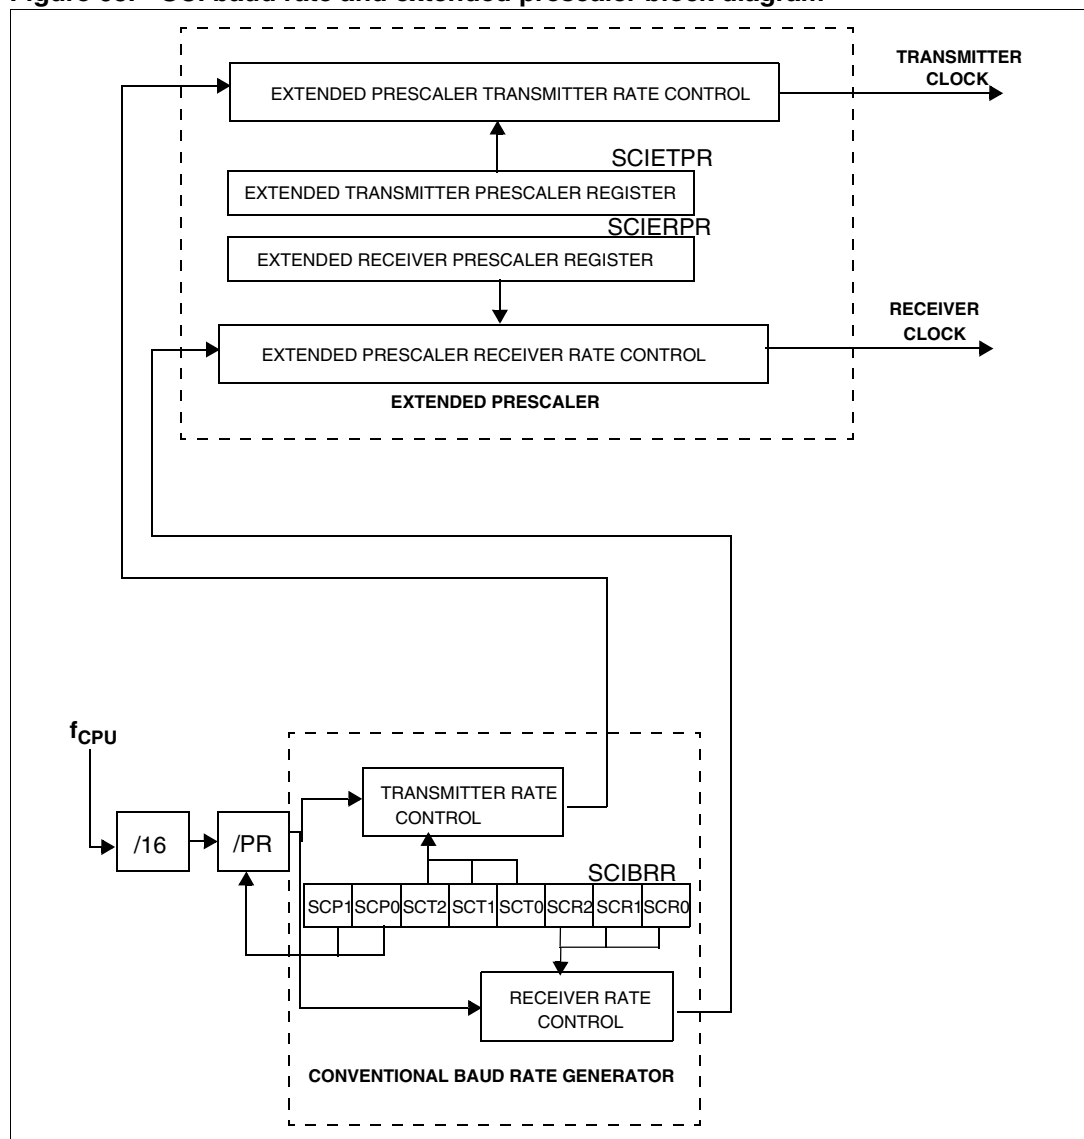 TRANSMITTER
CLOCK
EXTENDED PRESCALER TRANSMITTER RATE CONTROL
SCIETPR
EXTENDED TRANSMITTER PRESCALER REGISTER
SCIERPR
EXTENDED RECEIVER PRESCALER REGISTER
RECEIVER
CLOCK
EXTENDED PRESCALER RECEIVER RATE CONTROL
EXTENDED PRESCALER
fCPU
TRANSMITTER RATE
CONTROL
/16
/PR
SCIBRR
SCP1 SCP0 SCT2 SCT1 SCT0 SCR2 SCR1 SCR0
RECEIVER RATE
CONTROL
CONVENTIONAL BAUD RATE GENERATOR